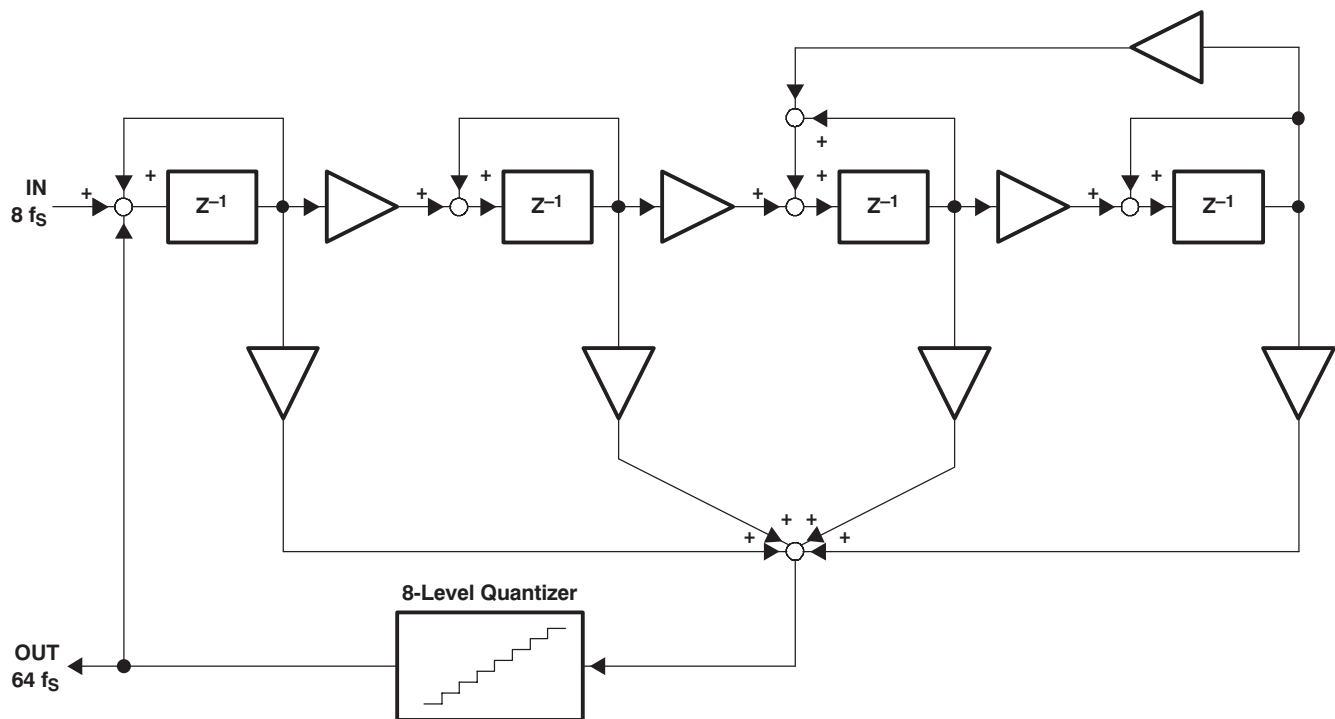 +
+
+
+
+
+
+
+
+
IN
8 fS
Z–1
Z–1
Z–1
Z–1
+
+
+
+
8-Level Quantizer
OUT
64 fS